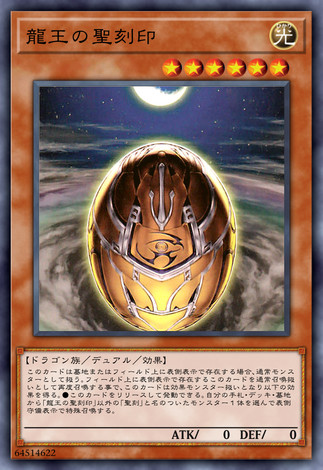 龍王の聖刻印
光
【ドラゴン族／デュアル／効果】
このカードは墓地またはフィールド上に表側表示で存在する場合、通常モン
スターとして扱う。フィールド上に表側表示で存在するこのカードを通常召喚扱
いとして再度召喚する事で、このカードは効果モンスター扱いとなり以下の効
果を得る。●このカードをリリースして発動できる。自分の手札・デッキ・墓地
から「龍王の聖刻印」以外の「聖刻」と名のついたモンスター１体を選んで表側
守備表示で特殊召喚する。
ATK/ 0 DEF/ 0
64514622